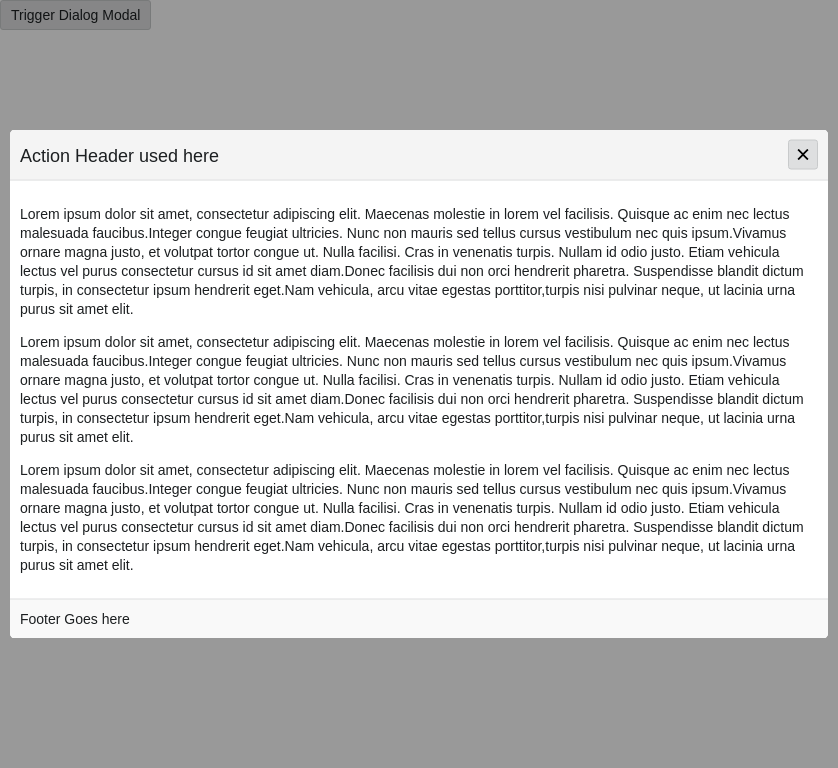 Trigger Dialog Modal
Action Header used here
Lorem ipsum dolor sit amet, consectetur adipiscing elit. Maecenas molestie in lorem vel facilisis. Quisque ac enim nec lectus
malesuada faucibus.Integer congue feugiat ultricies. Nunc non mauris sed tellus cursus vestibulum nec quis ipsum.Vivamus
ornare magna justo, et volutpat tortor congue ut. Nulla facilisi. Cras in venenatis turpis. Nullam id odio justo. Etiam vehicula
lectus vel purus consectetur cursus id sit amet diam.Donec facilisis dui non orci hendrerit pharetra. Suspendisse blandit dictum
turpis, in consectetur ipsum hendrerit eget.Nam vehicula, arcu vitae egestas porttitor,turpis nisi pulvinar neque, ut lacinia urna
purus sit amet elit.
Lorem ipsum dolor sit amet, consectetur adipiscing elit. Maecenas molestie in lorem vel facilisis. Quisque ac enim nec lectus
malesuada faucibus.Integer congue feugiat ultricies. Nunc non mauris sed tellus cursus vestibulum nec quis ipsum.Vivamus
ornare magna justo, et volutpat tortor congue ut. Nulla facilisi. Cras in venenatis turpis. Nullam id odio justo. Etiam vehicula
lectus vel purus consectetur cursus id sit amet diam.Donec facilisis dui non orci hendrerit pharetra. Suspendisse blandit dictum
turpis, in consectetur ipsum hendrerit eget.Nam vehicula, arcu vitae egestas porttitor,turpis nisi pulvinar neque, ut lacinia urna
purus sit amet elit.
Lorem ipsum dolor sit amet, consectetur adipiscing elit. Maecenas molestie in lorem vel facilisis. Quisque ac enim nec lectus
malesuada faucibus.Integer congue feugiat ultricies. Nunc non mauris sed tellus cursus vestibulum nec quis ipsum.Vivamus
ornare magna justo, et volutpat tortor congue ut. Nulla facilisi. Cras in venenatis turpis. Nullam id odio justo. Etiam vehicula
lectus vel purus consectetur cursus id sit amet diam.Donec facilisis dui non orci hendrerit pharetra. Suspendisse blandit dictum
turpis, in consectetur ipsum hendrerit eget.Nam vehicula, arcu vitae egestas porttitor,turpis nisi pulvinar neque, ut lacinia urna
purus sit amet elit.
Footer Goes here